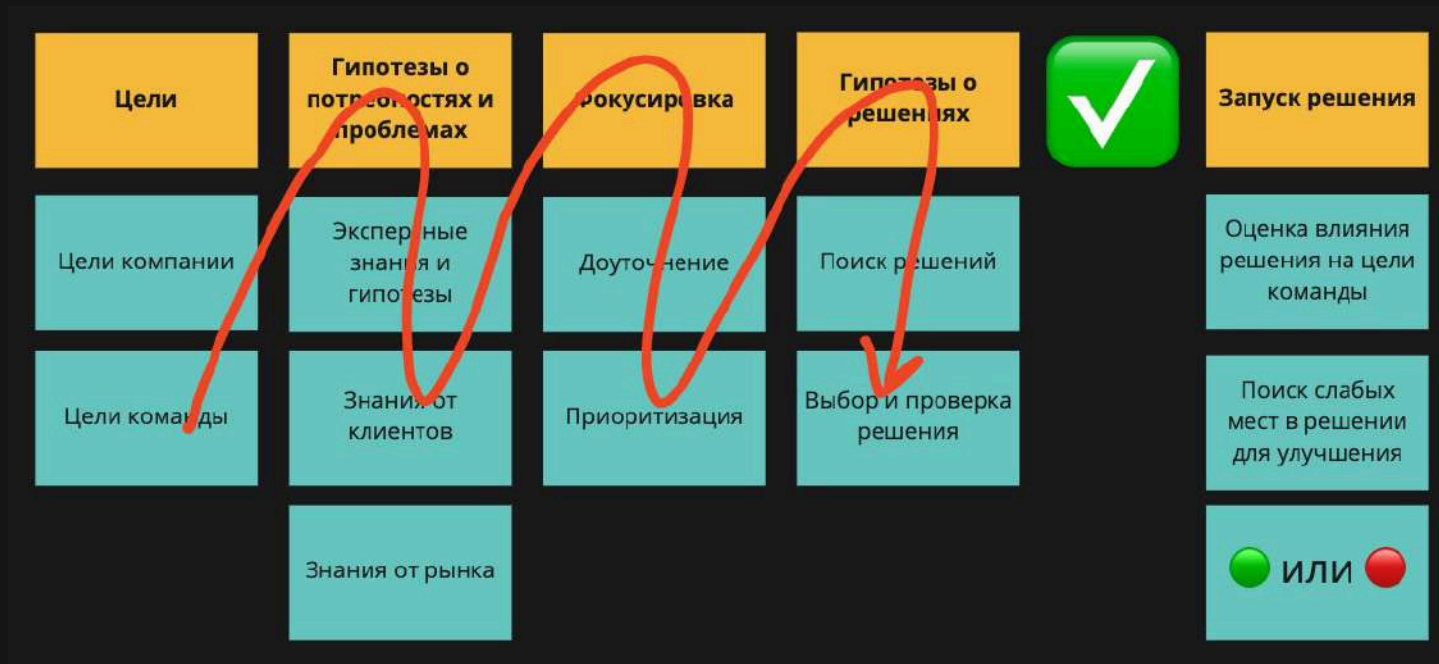 Цели
Гипотезы о
потребностях и
проблемах
Фокусировка
Гипотезы о
решениях
Запуск решения
Цели компании
Экспертные
знания и
гипотезы
Доуточнение
Поиск решений
Оценка влияния
решения на цели
команды
Цели команды
Знания от
клиентов
Приоритизация
Выбор и проверка
решения
Поиск слабых
мест в решении
для улучшения
Знания от рынка
или